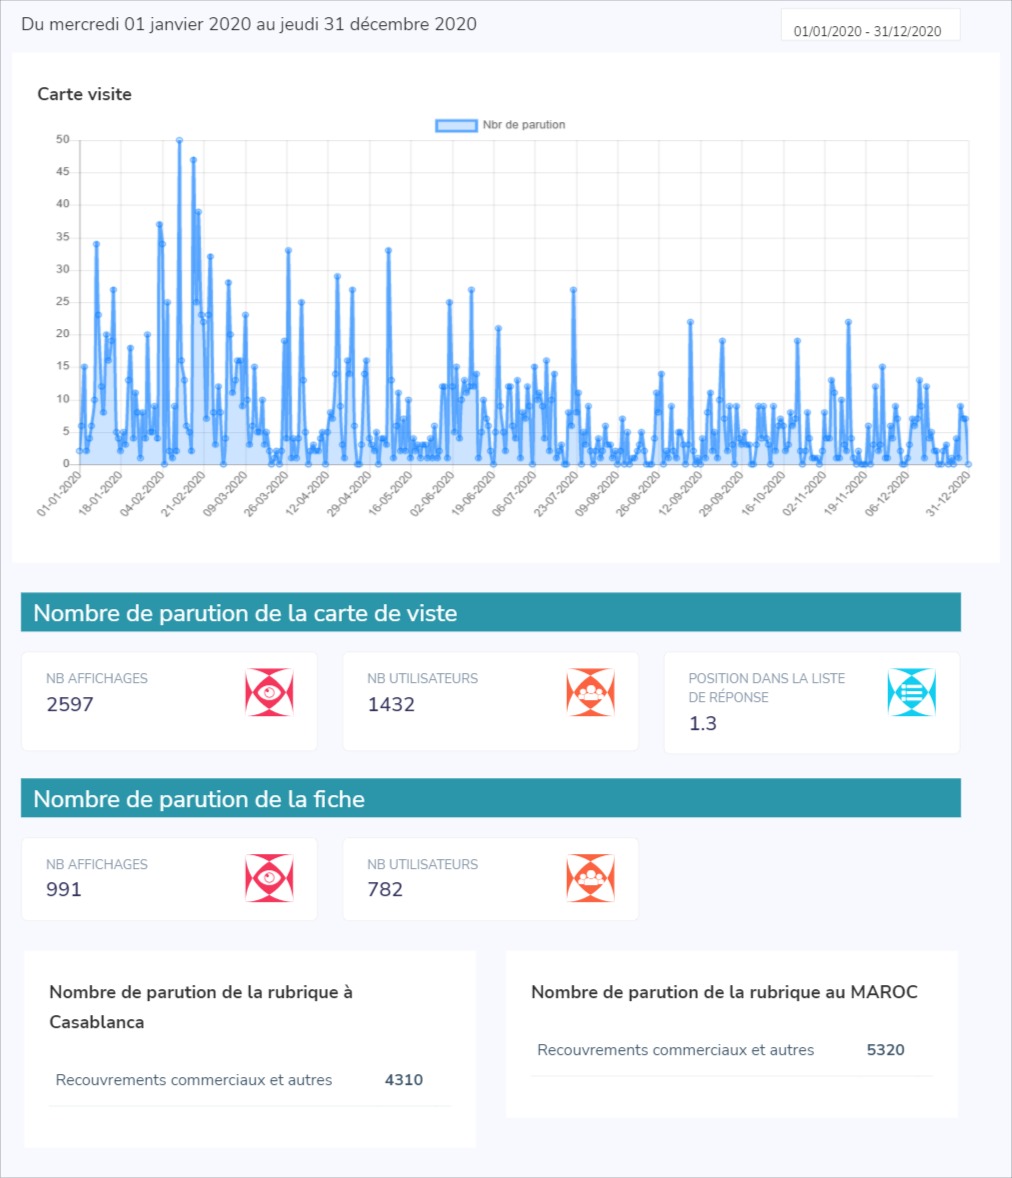 Du mercredi 01 janvier 2020 au jeudi 31 décembre 2020
01/01/2020 - 31/12/2020
Carte visite
Nbr de parution
50
45
40
35
30
25
20
15
10
5
0
01-01-2020
18-01-2020
04-02-2020
21-02-2020
09-03-2020
26-03-2020
12-04-2020
29-04-2020
16-05-2020
02-06-2020
19-06-2020
06-07-2020
23-07-2020
09-08-2020
26-08-2020
12-09-2020
29-09-2020
16-10-2020
02-11-2020
19-11-2020
06-12-2020
31-12-2020
Nombre de parution de la carte de viste
NB AFFICHAGES
2597
NB UTILISATEURS
1432
POSITION DANS LA LISTE
DE RÉPONSE
1.3
Nombre de parution de la fiche
NB AFFICHAGES
991
NB UTILISATEURS
782
Nombre de parution de la rubrique à
Casablanca
Recouvrements commerciaux et autres 4310
Nombre de parution de la rubrique au MAROC
Recouvrements commerciaux et autres 5320